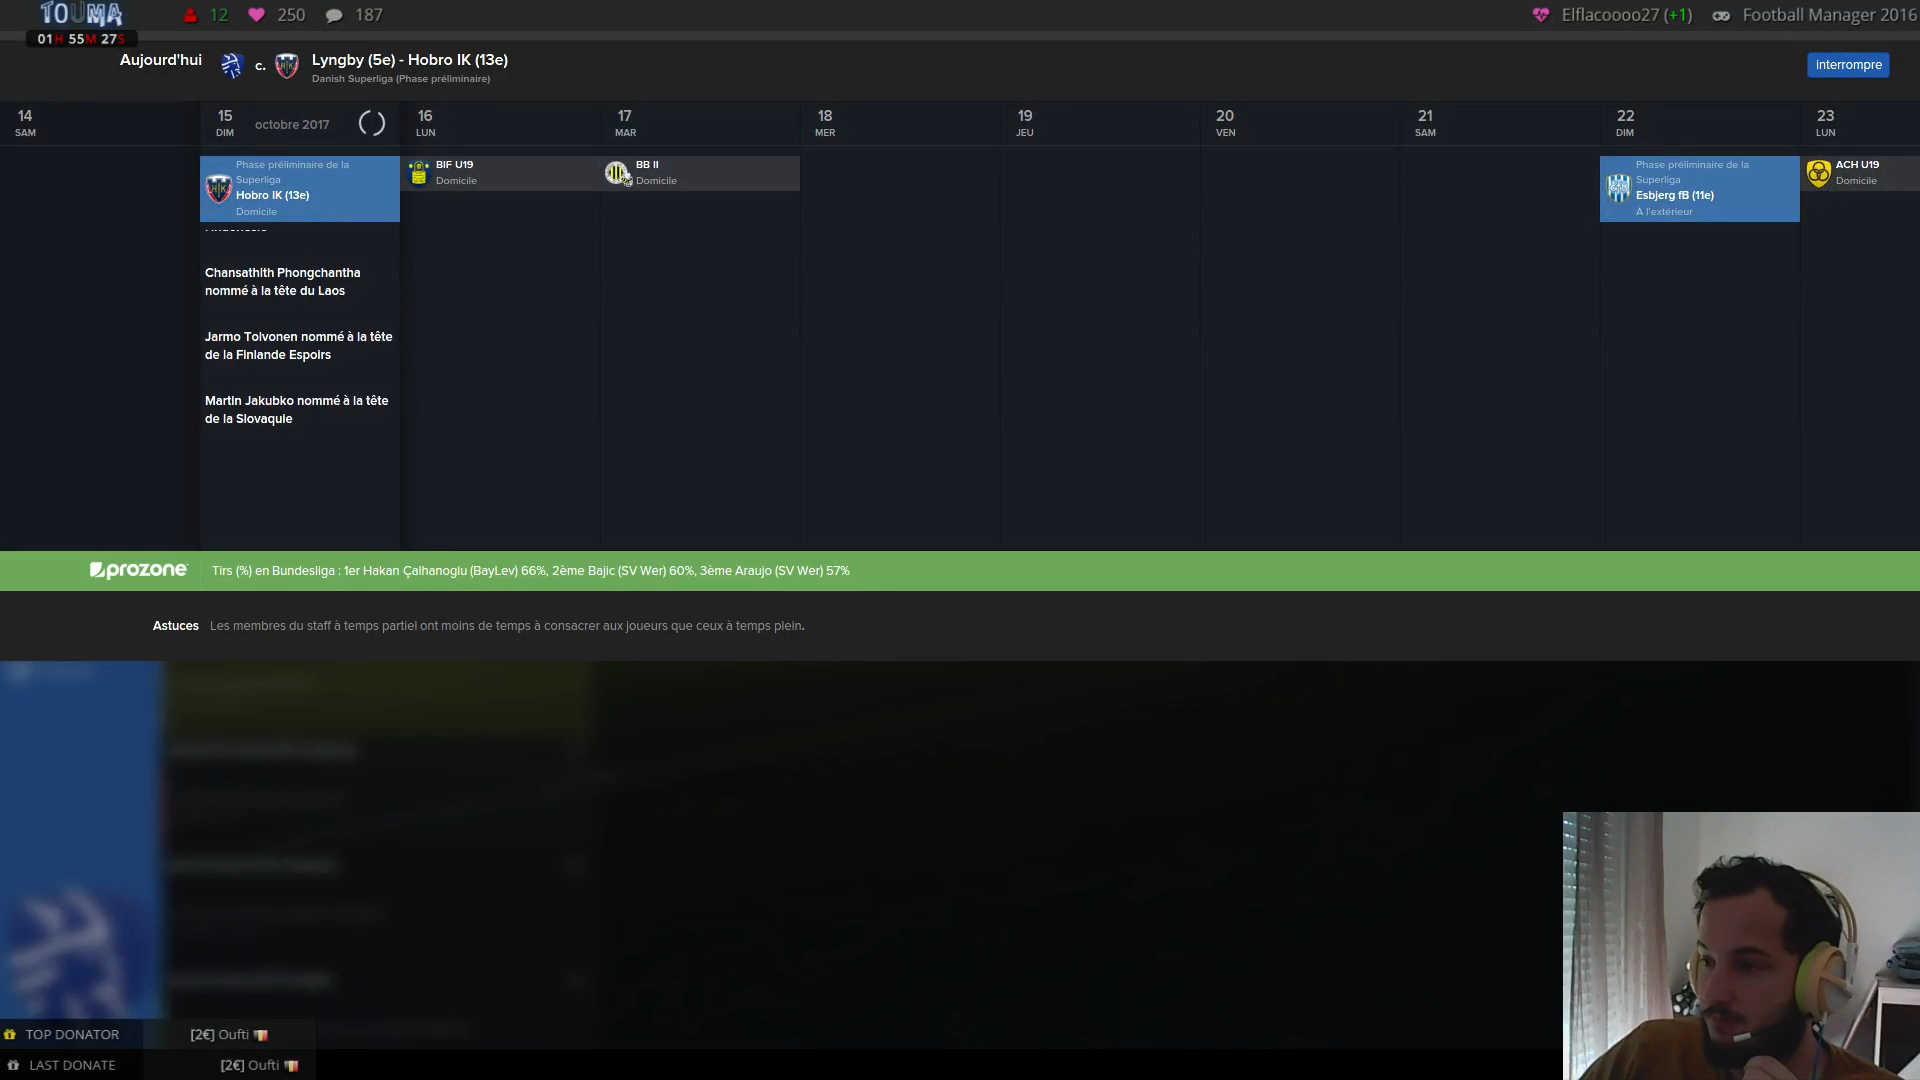 TOUMA
12
250
187
Elflacoooo27 (+1)
Football Manager 2016
01H 55M 27S
Aujourd'hui
c.
Lyngby (5e) - Hobro IK (13e)
Danish Superliga (Phase préliminaire)
interrompre
14
SAM
15
DIM
octobre 2017
16
LUN
17
MAR
18
MER
19
JEU
20
VEN
21
SAM
22
DIM
23
LUN
Phase préliminaire de la
Superliga
Hobro IK (13e)
Domicile
BIF U19
Domicile
BB II
Domicile
Phase préliminaire de la
Superliga
Esbjerg fB (11e)
À l'extérieur
ACH U19
Domicile
Chansathith Phongchantha
nommé à la tête du Laos
Jarmo Toivonen nommé à la tête
de la Finlande Espoirs
Martin Jakubko nommé à la tête
de la Slovaquie
prozone
Tirs (%) en Bundesliga : 1er Hakan Çalhanoglu (BayLev) 66%, 2ème Bajic (SV Wer) 60%, 3ème Araujo (SV Wer) 57%
Astuces
Les membres du staff à temps partiel ont moins de temps à consacrer aux joueurs que ceux à temps plein.
TOP DONATOR
[2€] Oufti
LAST DONATE
[2€] Oufti